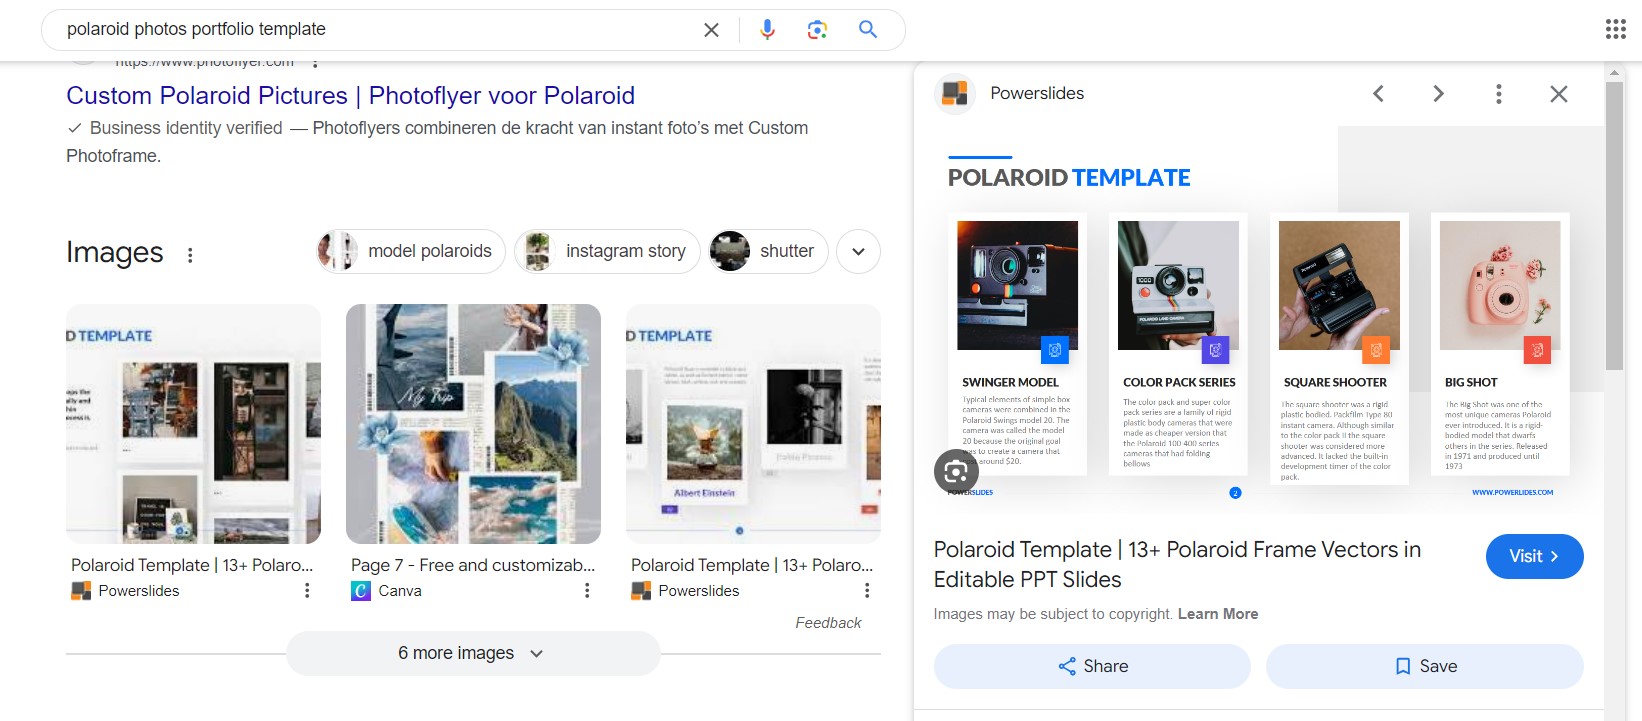 polaroid photos portfolio template
https://www.photoflyer.com
Custom Polaroid Pictures | Photoflyer voor Polaroid
Business identity verified — Photoflyers combineren de kracht van instant foto's met Custom
Photoframe.
Images
model polaroids
instagram story
shutter
D TEMPLATE
My Trip
D TEMPLATE
Albert Einstein
Polaroid Template | 13+ Polaro...
Powerslides
Page 7 - Free and customizab...
Canva
Polaroid Template | 13+ Polaro...
Powerslides
Feedback
6 more images
Powerslides
POLAROID TEMPLATE
SWINGER MODEL
Typical elements of simple box
cameras were combined in the
Polaroid Swings model 20. The
camera was called the model
20 because the original goal
was to create a camera that
cost around $20.
COLOR PACK SERIES
The color pack and super color
pack series are a family of rigid
plastic body cameras that were
made as cheaper version that
the Polaroid 100-400 series
cameras that had folding
bellows
SQUARE SHOOTER
The square shooter was a rigid
plastic bodied. Packfilm Type 80
instant camera. Although similar
to the color pack II the square
shooter was considered more
advanced. It lacked the built-in
development timer of the color
pack.
BIG SHOT
The Big Shot was one of the
most unique cameras Polaroid
ever introduced. It is a rigid-
bodied model that dwarfs
others in the series. Released
in 1971 and produced until
1973
POWERSLIDES
2
WWW.POWERLIDES.COM
Polaroid Template | 13+ Polaroid Frame Vectors in
Editable PPT Slides
Visit
Images may be subject to copyright. Learn More
Share
Save